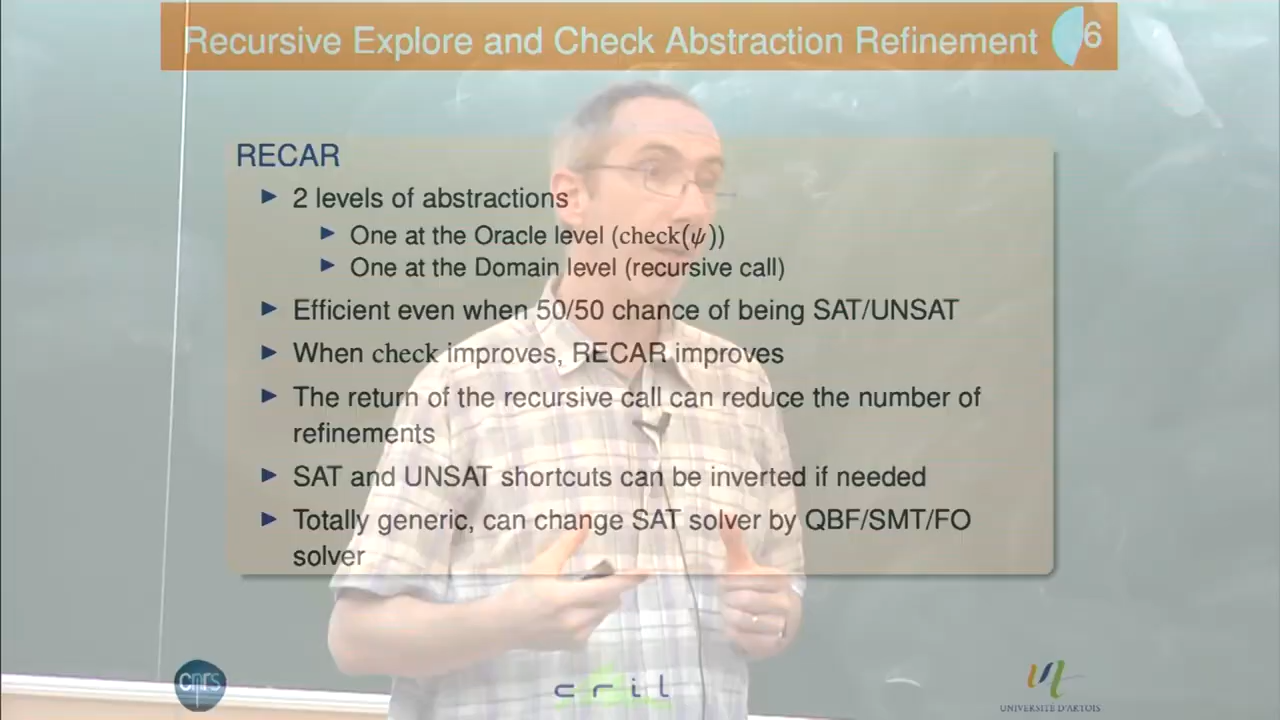 Recursive Explore and Check Abstraction Refinement
6
RECAR
2 levels of abstractions
One at the Oracle level (check(ψ))
One at the Domain level (recursive call)
Efficient even when 50/50 chance of being SAT/UNSAT
When check improves, RECAR improves
The return of the recursive call can reduce the number of
refinements
SAT and UNSAT shortcuts can be inverted if needed
Totally generic, can change SAT solver by QBF/SMT/FO
solver
cnrs
cril
UNIVERSITÉ D'ARTOIS